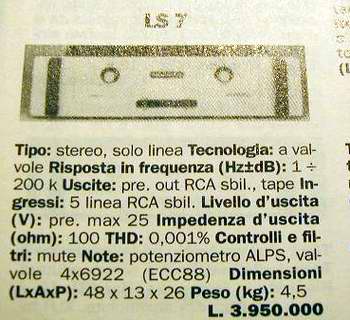 LS 7
Tipo: stereo, solo linea Tecnologia: a val-
vole Risposta in frequenza (Hz±dB): 1 ÷
200 k Uscite: pre. out RCA sbil., tape In-
gressi: 5 linea RCA sbil. Livello d'uscita
(V): pre. max 25 Impedenza d'uscita
(ohm): 100 THD: 0,001% Controlli e fil-
tri: mute Note: potenziometro ALPS, val-
vole 4x6922 (ECC88) Dimensioni
(LxAxP): 48 x 13 x 26 Peso (kg): 4,5
L. 3.950.000